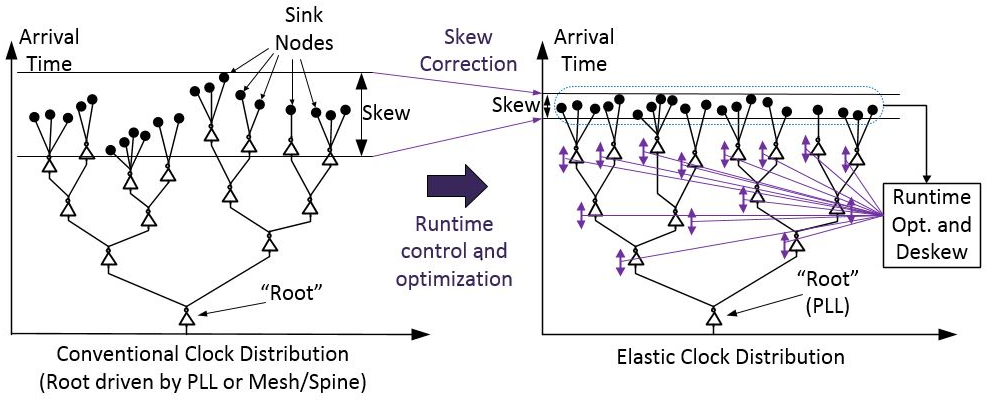 Arrival
Time
Sink
Nodes
Skew
Skew
Correction
Runtime
control and
optimization
"Root"
Conventional Clock Distribution
(Root driven by PLL or Mesh/Spine)
Arrival
Time
Skew
Runtime
Opt. and
Deskew
"Root"
(PLL)
Elastic Clock Distribution